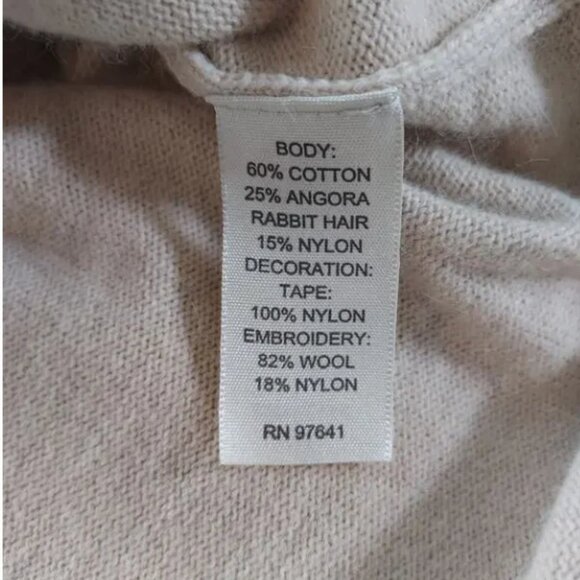 BODY:
60% COTTON
25% ANGORA
RABBIT HAIR
15% NYLON
DECORATION:
TAPE:
100% NYLON
EMBROIDERY:
82% WOOL
18% NYLON
RN 97641